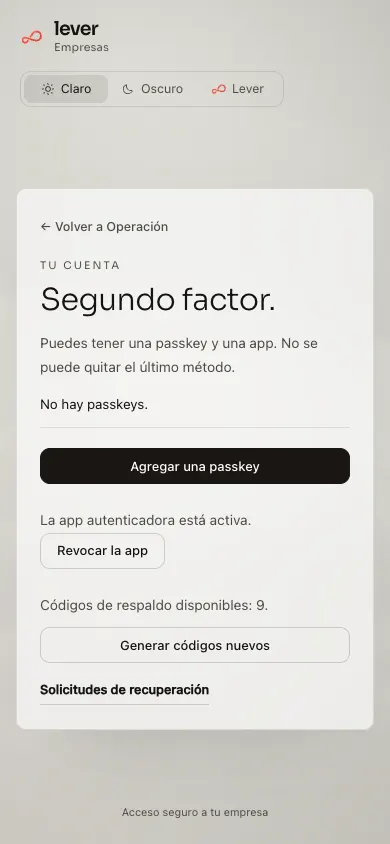 lever
Empresas
Claro
Oscuro
Lever
← Volver a Operación
TU CUENTA
Segundo factor.
Puedes tener una passkey y una app. No se
puede quitar el último método.
No hay passkeys.
Agregar una passkey
La app autenticadora está activa.
Revocar la app
Códigos de respaldo disponibles: 9.
Generar códigos nuevos
Solicitudes de recuperación
Acceso seguro a tu empresa